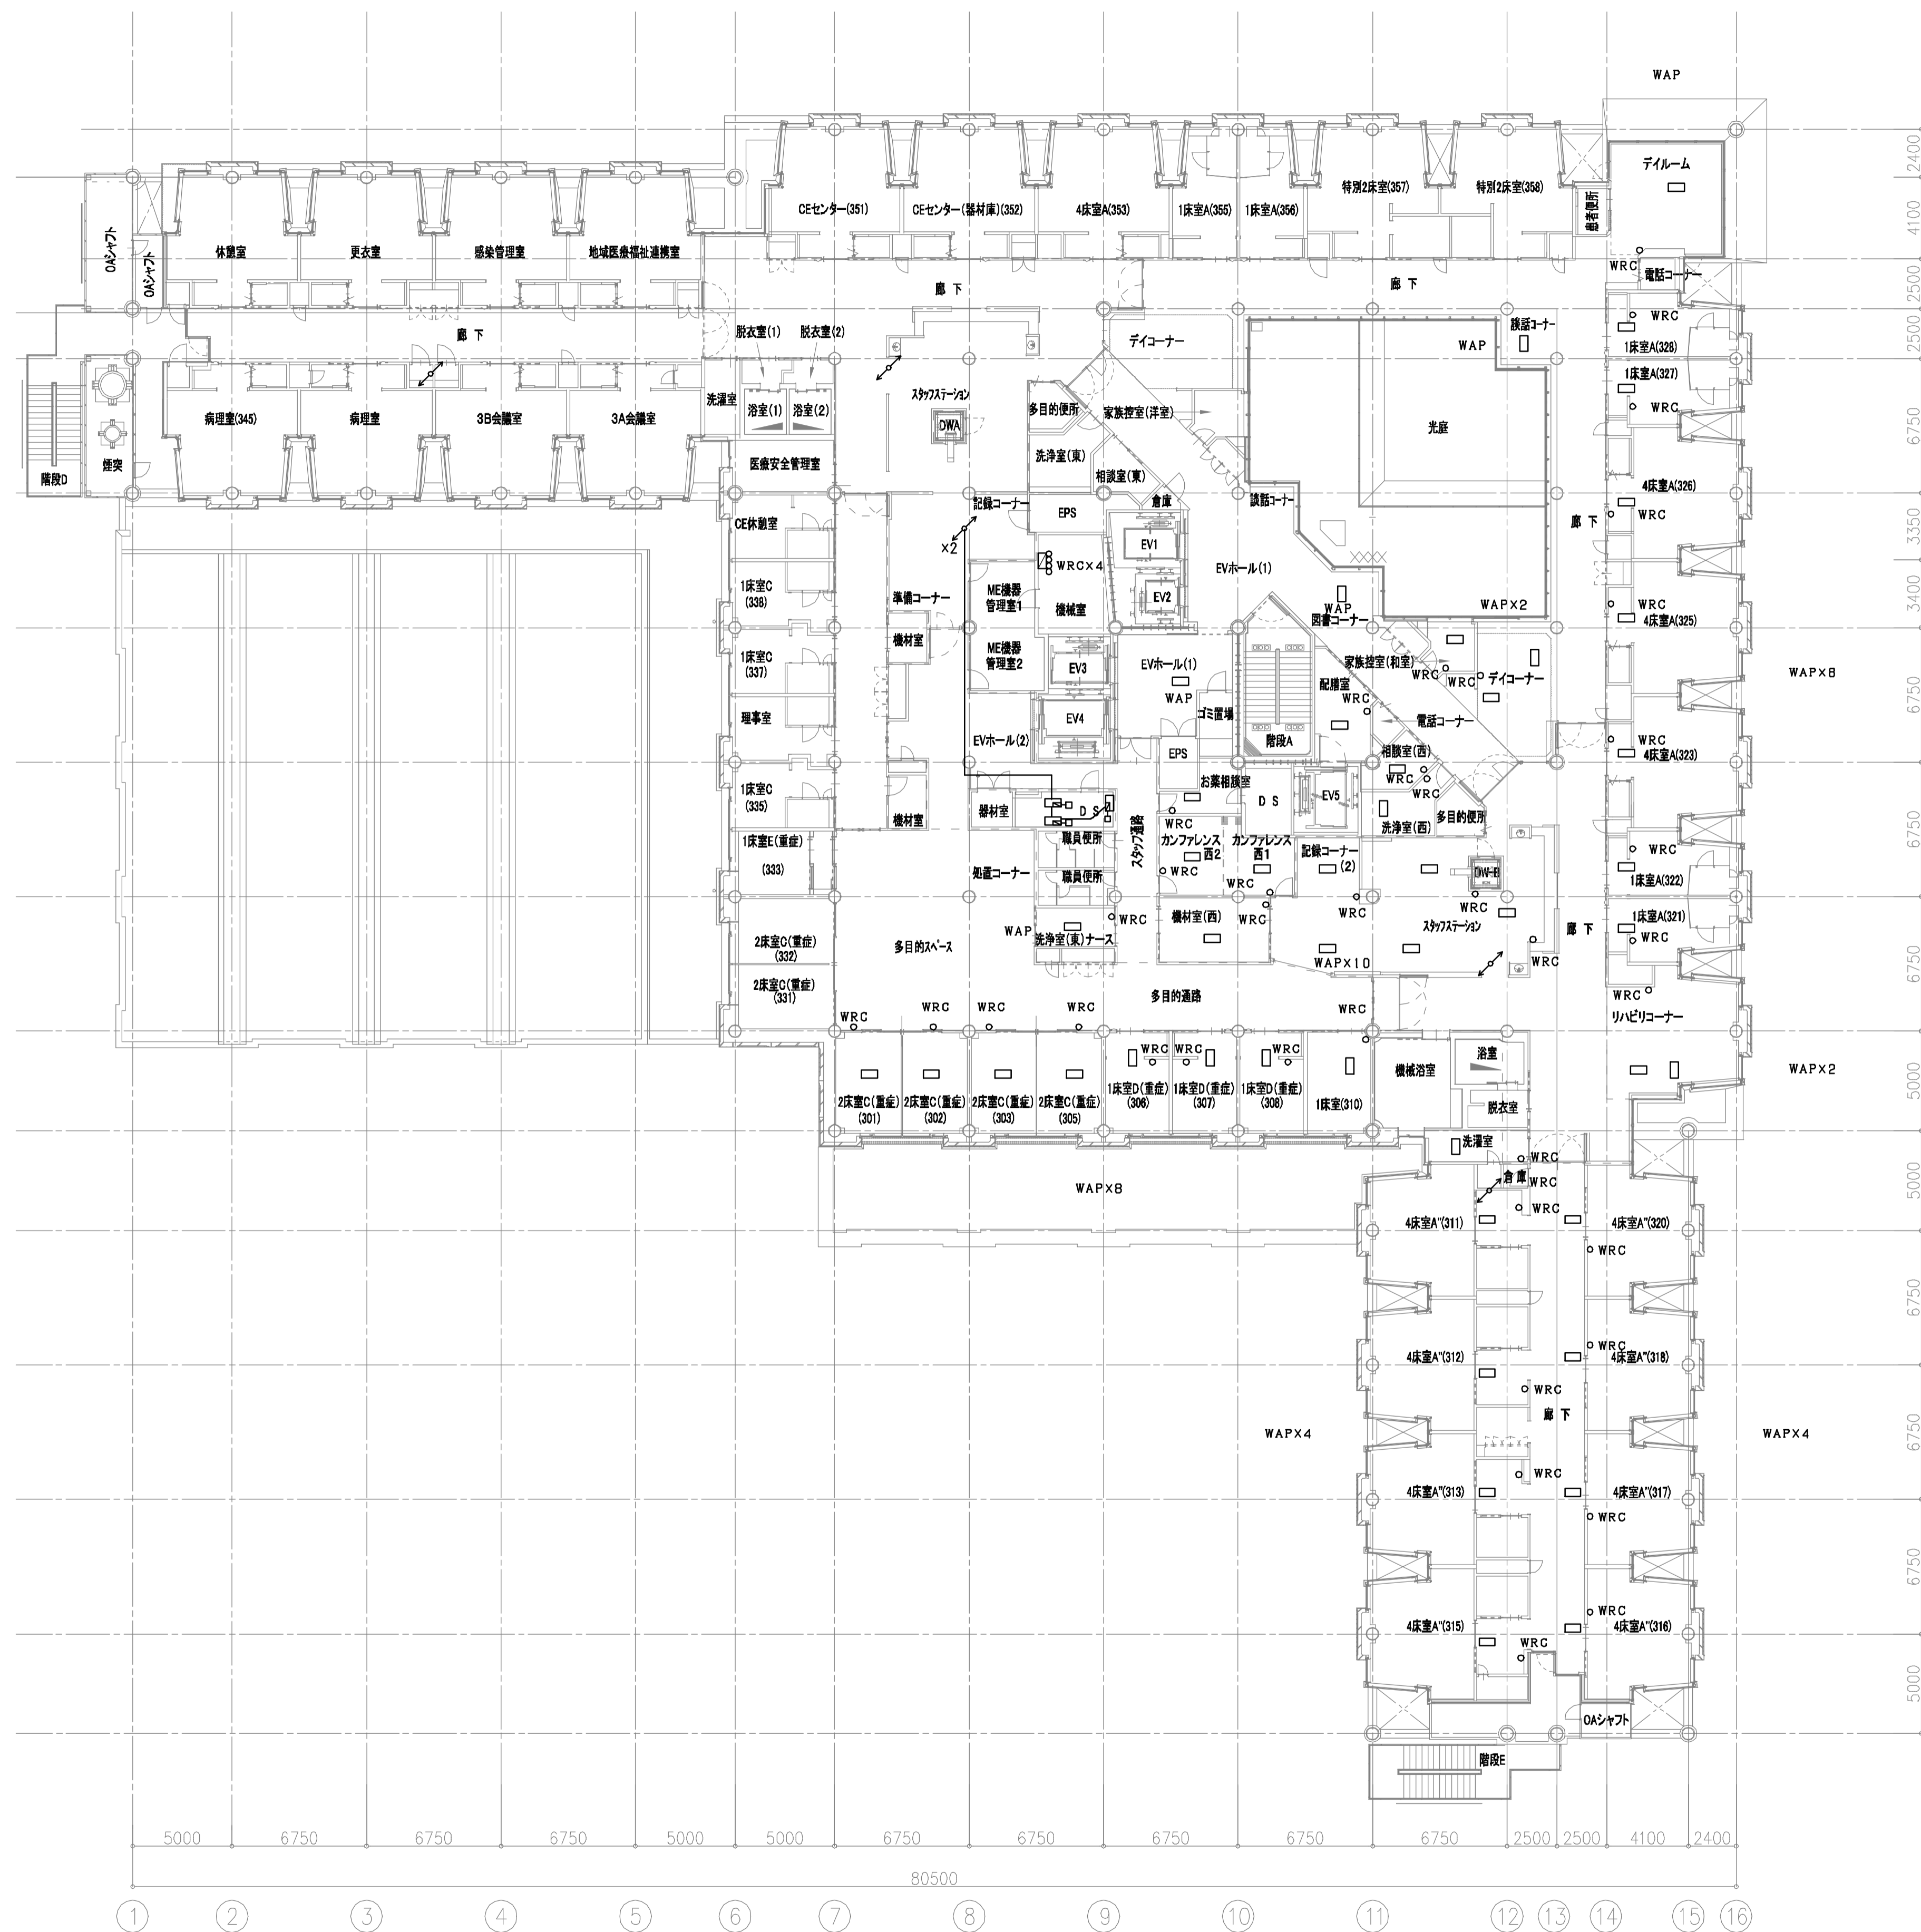 WAP
デイルーム
CEセンター(351)
CEセンター(器材庫)(352)
4床室A(353)
1床室A(355)
1床室A(356)
特別2床室(357)
特別2床室(358)
患者便所
2400
4100
2500
2500
6750
3350
3400
6750
6750
6750
5000
5000
6750
6750
6750
5000
OAシャフト
OAシャフト
休憩室
更衣室
感染管理室
地域医療福祉連携室
WRC
電話コーナー
廊 下
廊 下
廊 下
脱衣室(1)
脱衣室(2)
デイコーナー
談話コーナー
WAP
WRC
1床室A(328)
1床室A(327)
WRC
病理室(345)
病理室
3B会議室
3A会議室
洗濯室
浴室(1)
浴室(2)
スタッフステーション
DWA
多目的便所
家族控室(洋室)
光庭
階段D
煙突
医療安全管理室
洗浄室(東)
相談室(東)
倉庫
談話コーナー
4床室A(326)
WRC
廊 下
CE休憩室
記録コーナー
×2
EPS
EV1
EVホール(1)
WRC×4
1床室C
(338)
準備コーナー
ME機器
管理室1
機械室
EV2
WAP
図書コーナー
WAP×2
WRC
4床室A(325)
1床室C
(337)
機材室
ME機器
管理室2
EV3
EVホール(1)
WAP
家族控室(和室)
WRC
WRC
デイコーナー
WAP×8
理事室
EVホール(2)
EV4
ゴミ置場
階段A
配膳室
WRC
電話コーナー
相談室(西)
WRC
WRC
WRC
4床室A(323)
EPS
お薬相談室
1床室C
(335)
機材室
器材室
D S
D S
EV5
洗浄室(西)
多目的便所
1床室E(重症)
(333)
処置コーナー
職員便所
職員便所
スタッフ通路
WRC
カンファレンス
西2
カンファレンス
西1
記録コーナー
(2)
WRC
WRC
DW-B
WRC
WRC
1床室A(322)
2床室C(重症)
(332)
多目的スペース
WAP
洗浄室(東)ナース
WRC
機材室(西)
WRC
WRC
スタッフステーション
廊 下
1床室A(321)
WRC
WAP×10
WRC
2床室C(重症)
(331)
多目的通路
WRC
WRC
WRC
WRC
WRC
WRC
リハビリコーナー
2床室C(重症)
(301)
2床室C(重症)
(302)
2床室C(重症)
(303)
2床室C(重症)
(305)
WRC
1床室D(重症)
(306)
WRC
1床室D(重症)
(307)
WRC
1床室D(重症)
(308)
1床室(310)
機械浴室
浴室
脱衣室
WAP×2
洗濯室
WRC
倉庫
WRC
WRC
WAP×8
4床室A"(311)
4床室A"(320)
WRC
4床室A"(312)
WRC
4床室A"(318)
WRC
廊 下
WAP×4
WAP×4
WRC
4床室A"(313)
4床室A"(317)
WRC
4床室A"(315)
WRC
4床室A"(316)
WRC
OAシャフト
階段E
5000 6750 6750 6750 5000 5000 6750 6750 6750 6750 6750 2500 2500 4100 2400
80500
1 2 3 4 5 6 7 8 9 10 11 12 13 14 15 16